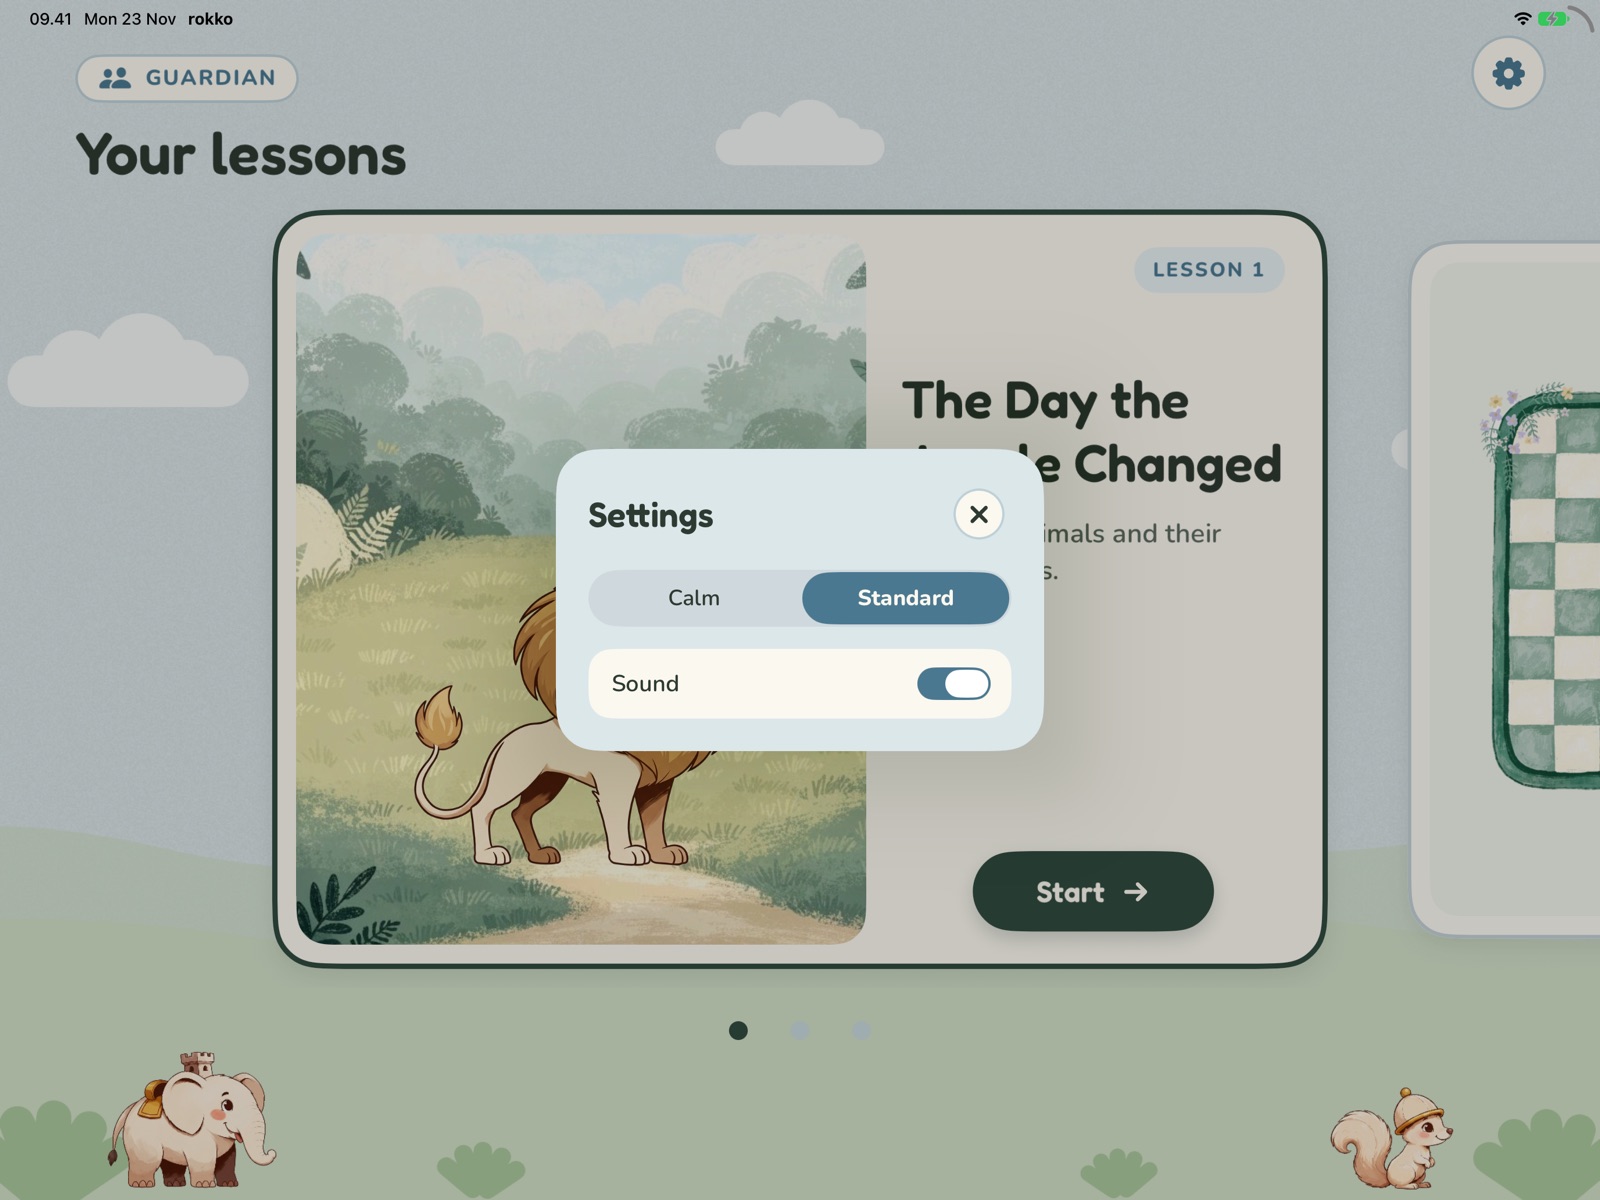 09.41 Mon 23 Nov rokko
GUARDIAN
Your lessons
LESSON 1
The Day the
Changed
and their
Settings
Calm
Standard
Sound
Start